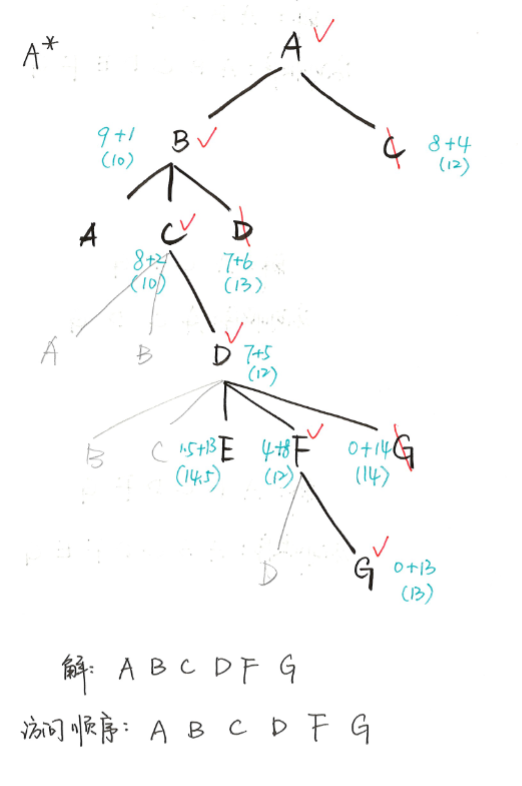 A*
A
9+1
(10)
B
C
8+4
(12)
A
C
D
8+2
(10)
7+6
(13)
A
B
D
7+5
(12)
B
C
1.5+13
(14.5)
E
4+8
(12)
F
0+14
(14)
G
D
G
0+13
(13)
解: A B C D F G
访问顺序: A B C D F G